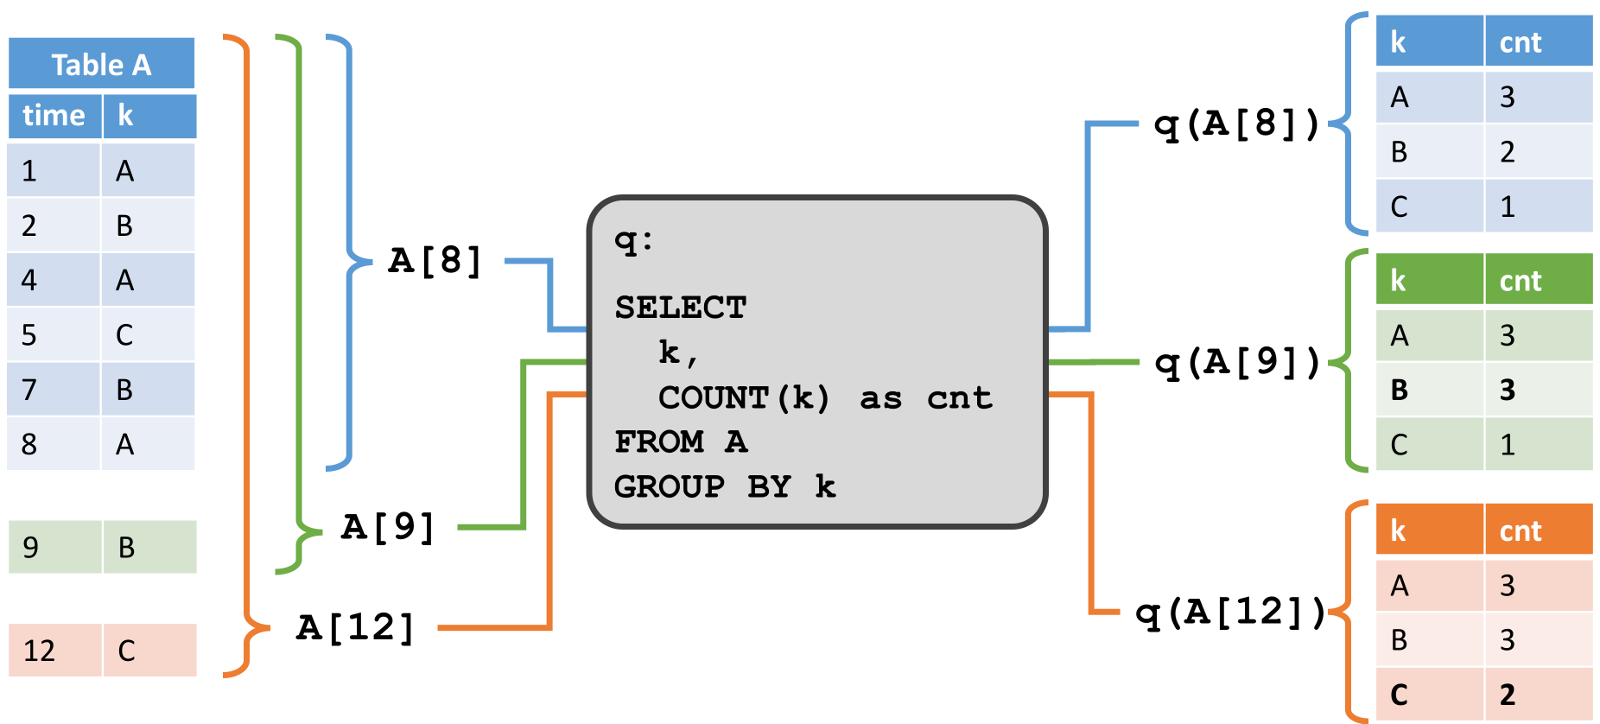 Table A
time k
1 A
2 B
4 A
5 C
7 B
8 A
9 B
12 C
A[8]
A[9]
A[12]
q:
SELECT
k,
COUNT(k) as cnt
FROM A
GROUP BY k
q(A[8])
k cnt
A 3
B 2
C 1
q(A[9])
k cnt
A 3
B 3
C 1
q(A[12])
k cnt
A 3
B 3
C 2